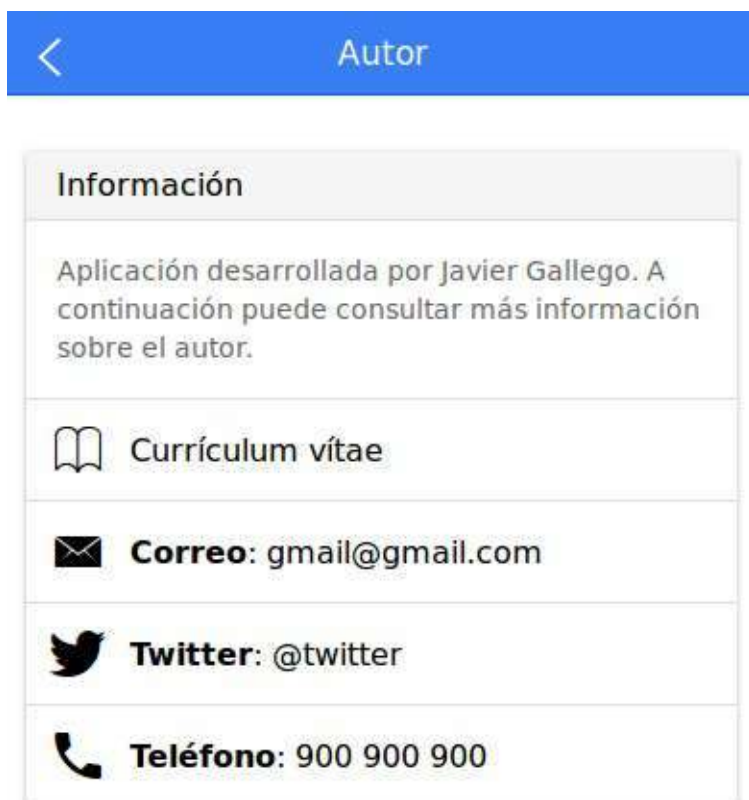 Autor
Información
Aplicación desarrollada por Javier Gallego. A
continuación puede consultar más información
sobre el autor.
Currículum vítae
Correo: gmail@gmail.com
Twitter: @twitter
Teléfono: 900 900 900